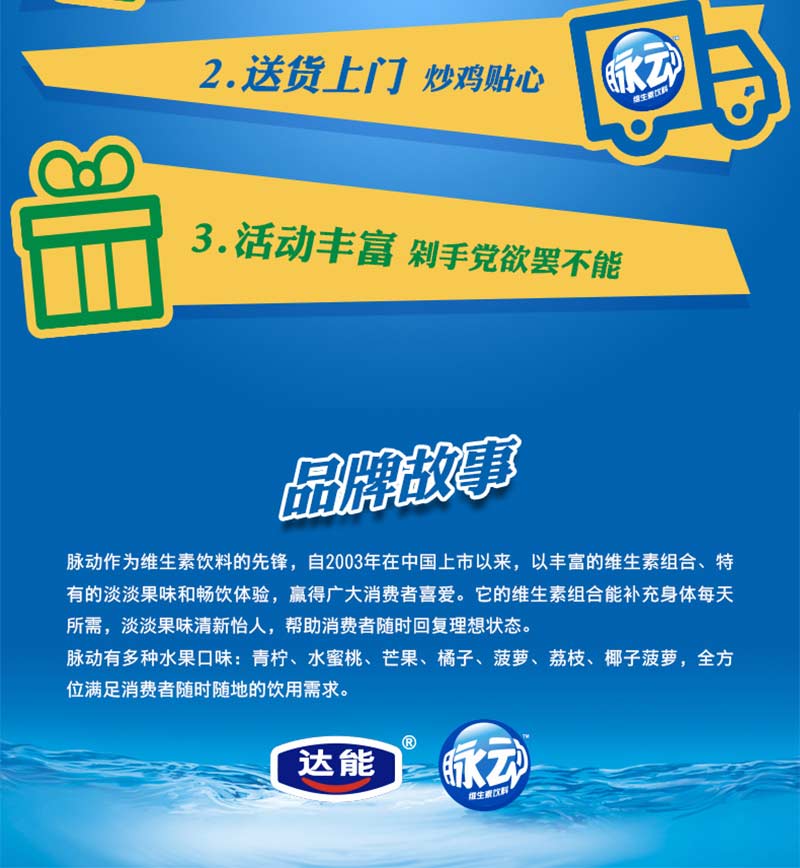 脉动
维生素饮料
2.送货上门 炒鸡贴心
3.活动丰富 剁手党欲罢不能
品牌故事
脉动作为维生素饮料的先锋，自2003年在中国上市以来，以丰富的维生素组合、特
有的淡淡果味和畅饮体验，赢得广大消费者喜爱。它的维生素组合能补充身体每天
所需，淡淡果味清新怡人，帮助消费者随时回复理想状态。
脉动有多种水果口味：青柠、水蜜桃、芒果、橘子、菠萝、荔枝、椰子菠萝，全方
位满足消费者随时随地的饮用需求。
达能®
脉动™
维生素饮料